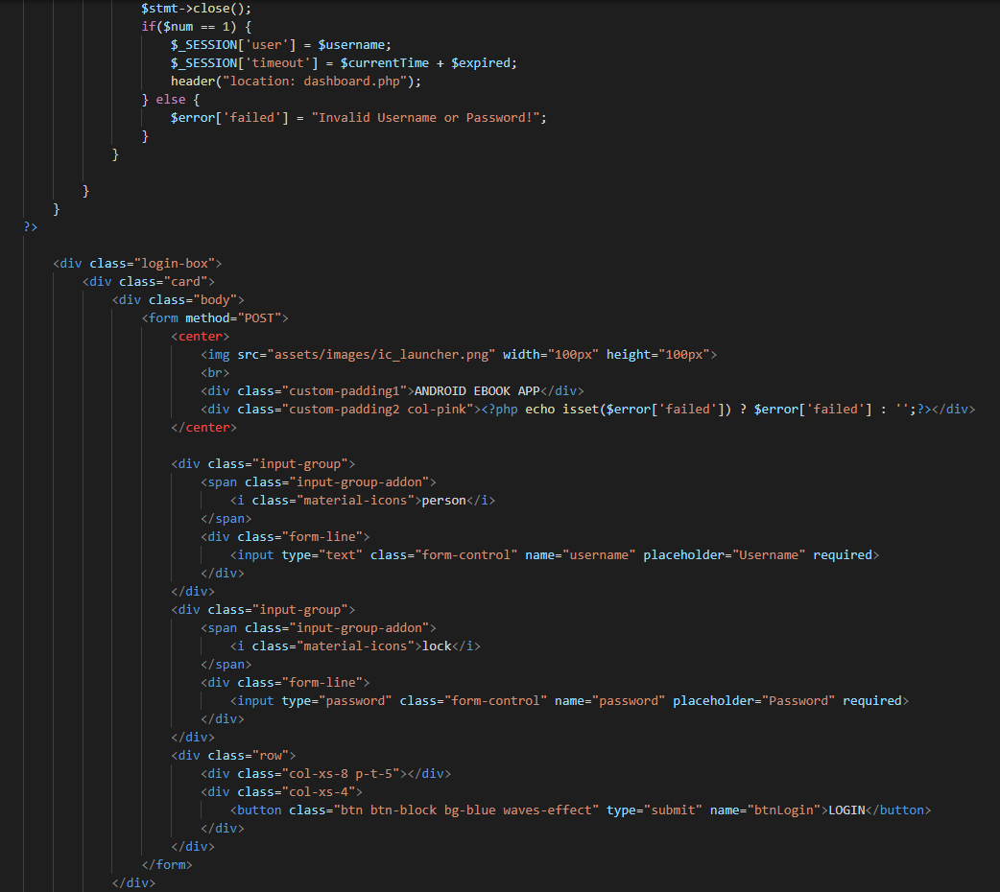 $stmt->close();
if($num == 1) {
$_SESSION['user'] = $username;
$_SESSION['timeout'] = $currentTime + $expired;
header("location: dashboard.php");
} else {
$error['failed'] = "Invalid Username or Password!";
}
}
}
}
?>
<div class="login-box">
<div class="card">
<div class="body">
<form method="POST">
<center>
<img src="assets/images/ic_launcher.png" width="100px" height="100px">
<br>
<div class="custom-padding1">ANDROID EBOOK APP</div>
<div class="custom-padding2 col-pink"><?php echo isset($error['failed']) ? $error['failed'] : '';?></div>
</center>
<div class="input-group">
<span class="input-group-addon">
<i class="material-icons">person</i>
</span>
<div class="form-line">
<input type="text" class="form-control" name="username" placeholder="Username" required>
</div>
</div>
<div class="input-group">
<span class="input-group-addon">
<i class="material-icons">lock</i>
</span>
<div class="form-line">
<input type="password" class="form-control" name="password" placeholder="Password" required>
</div>
</div>
<div class="row">
<div class="col-xs-8 p-t-5"></div>
<div class="col-xs-4">
<button class="btn btn-block bg-blue waves-effect" type="submit" name="btnLogin">LOGIN</button>
</div>
</div>
</form>
</div>